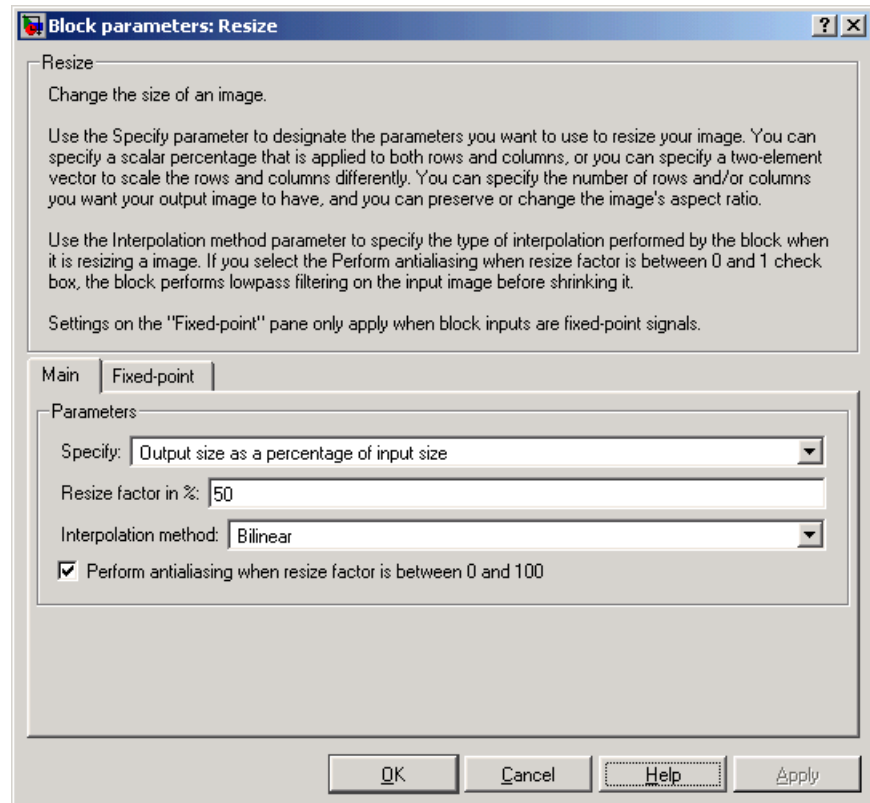 Block parameters: Resize
Resize
Change the size of an image.
Use the Specify parameter to designate the parameters you want to use to resize your image. You can
specify a scalar percentage that is applied to both rows and columns, or you can specify a two-element
vector to scale the rows and columns differently. You can specify the number of rows and/or columns
you want your output image to have, and you can preserve or change the image's aspect ratio.
Use the Interpolation method parameter to specify the type of interpolation performed by the block when
it is resizing a image. If you select the Perform antialiasing when resize factor is between 0 and 1 check
box, the block performs lowpass filtering on the input image before shrinking it.
Settings on the "Fixed-point" pane only apply when block inputs are fixed-point signals.
Main Fixed-point
Parameters
Specify: Output size as a percentage of input size
Resize factor in %: 50
Interpolation method: Bilinear
Perform antialiasing when resize factor is between 0 and 100
OK Cancel Help Apply